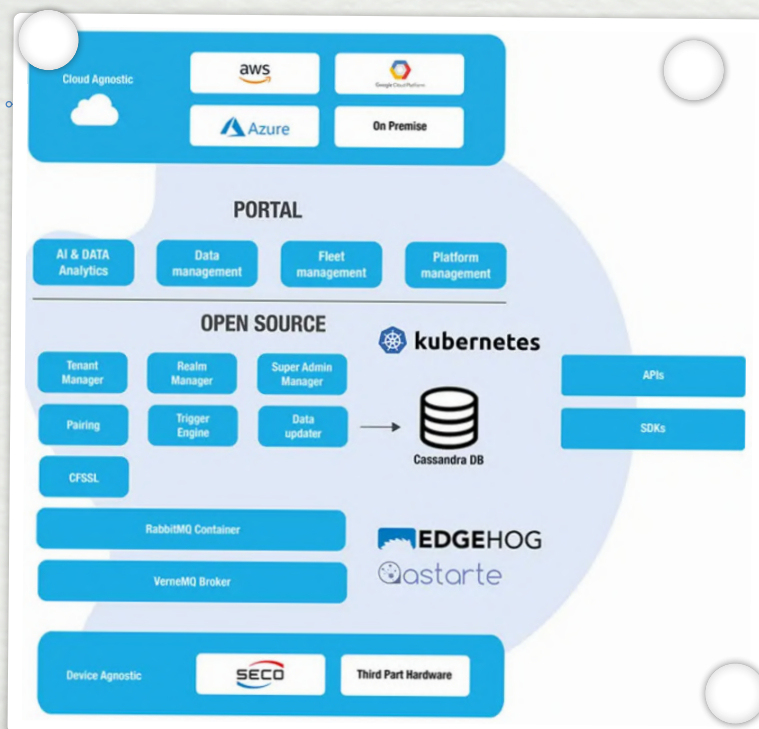 Cloud Agnostic
aws
Google Cloud Platform
Azure
On Premise
PORTAL
AI & DATA
Analytics
Data
management
Fleet
management
Platform
management
OPEN SOURCE
kubernetes
Tenant
Manager
Realm
Manager
Super Admin
Manager
APIs
Pairing
Trigger
Engine
Data
updater
Cassandra DB
SDKs
CFSSL
RabbitMQ Container
EDGEHOG
astarte
VerneMQ Broker
Device Agnostic
SECO
Third Part Hardware